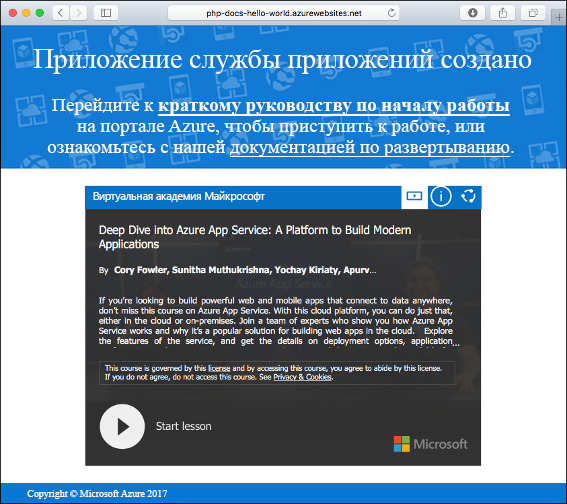 php-docs-hello-world.azurewebsites.net
Приложение службы приложений создано
Перейдите к краткому руководству по началу работы
на портале Azure, чтобы приступить к работе, или
ознакомьтесь с нашей документацией по развертыванию.
Виртуальная академия Майкрософт
Deep Dive into Azure App Service: A Platform to Build Modern
Applications
By Cory Fowler, Sunitha Muthukrishna, Yochay Kiriaty, Apurv...
If you're looking to build powerful web and mobile apps that connect to data anywhere,
don't miss this course on Azure App Service. With this cloud platform, you can do just that,
either in the cloud or on-premises. Join a team of experts who show you how Azure App
Service works and why it's a popular solution for building web apps in the cloud. Explore
the features of the service, and get the details on deployment options, application
This course is governed by this license and by accessing this course, you agree to abide by this license.
If you do not agree, do not access this course. See Privacy & Cookies.
Start lesson
Microsoft
Copyright © Microsoft Azure 2017